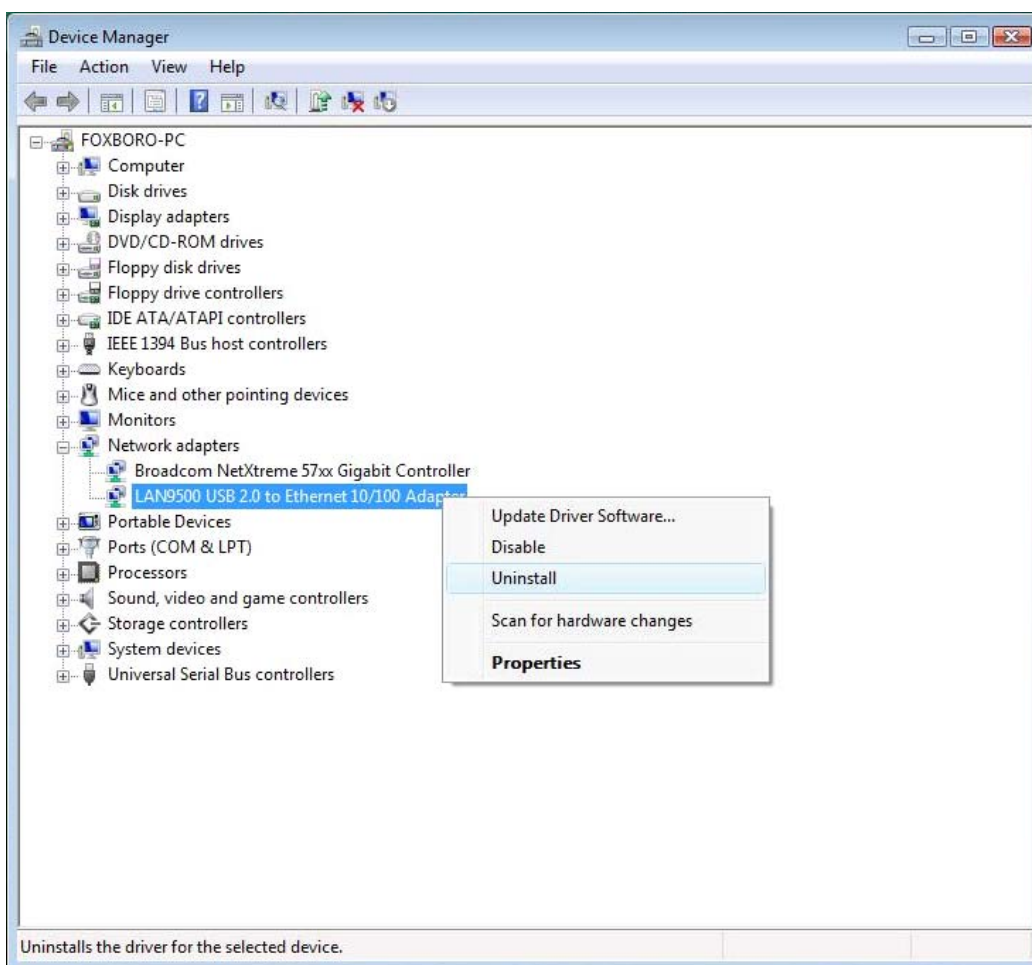 Device Manager
File Action View Help
FOXBORO-PC
Computer
Disk drives
Display adapters
DVD/CD-ROM drives
Floppy disk drives
Floppy drive controllers
IDE ATA/ATAPI controllers
IEEE 1394 Bus host controllers
Keyboards
Mice and other pointing devices
Monitors
Network adapters
Broadcom NetXtreme 57xx Gigabit Controller
LAN9500 USB 2.0 to Ethernet 10/100 Adapter
Portable Devices
Ports (COM & LPT)
Processors
Sound, video and game controllers
Storage controllers
System devices
Universal Serial Bus controllers
Update Driver Software...
Disable
Uninstall
Scan for hardware changes
Properties
Uninstalls the driver for the selected device.